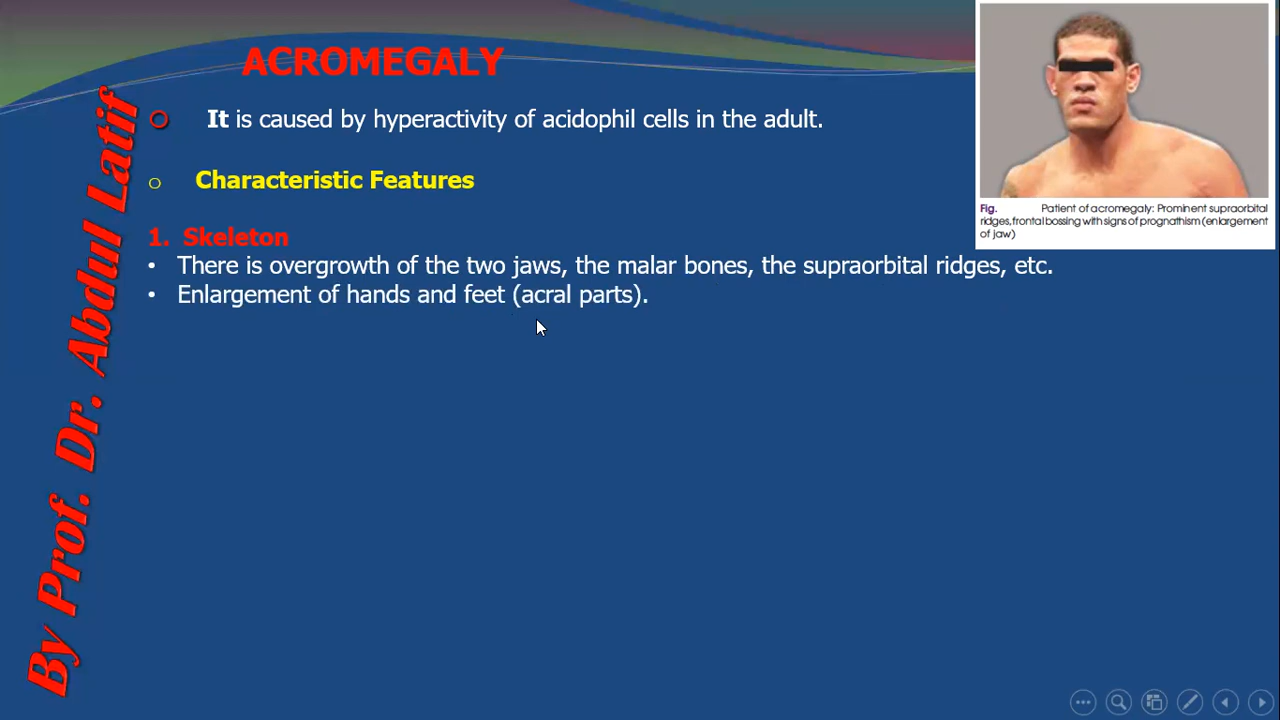 ACROMEGALY
It is caused by hyperactivity of acidophil cells in the adult.
Characteristic Features
1. Skeleton
• There is overgrowth of the two jaws, the malar bones, the supraorbital ridges, etc.
• Enlargement of hands and feet (acral parts).
Fig. Patient of acromegaly: Prominent supraorbital
ridges, frontal bossing with signs of prognathism (enlargement
of jaw)
By Prof. Dr. Abdul Latif